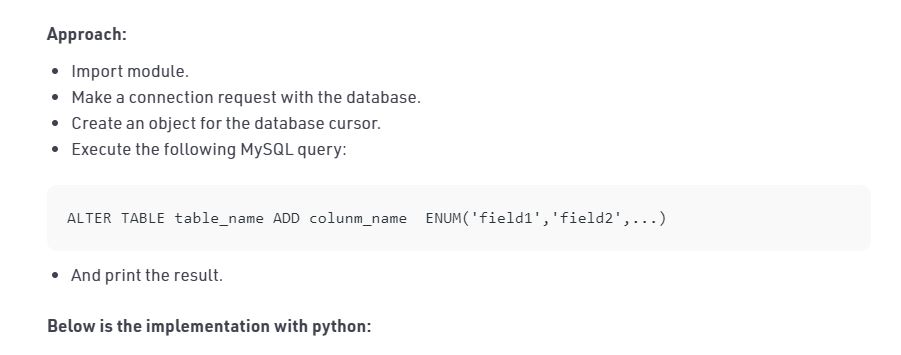 Approach:
• Import module.
• Make a connection request with the database.
• Create an object for the database cursor.
• Execute the following MySQL query:
ALTER TABLE table_name ADD colunm_name  ENUM('field1','field2',...)
• And print the result.
Below is the implementation with python: